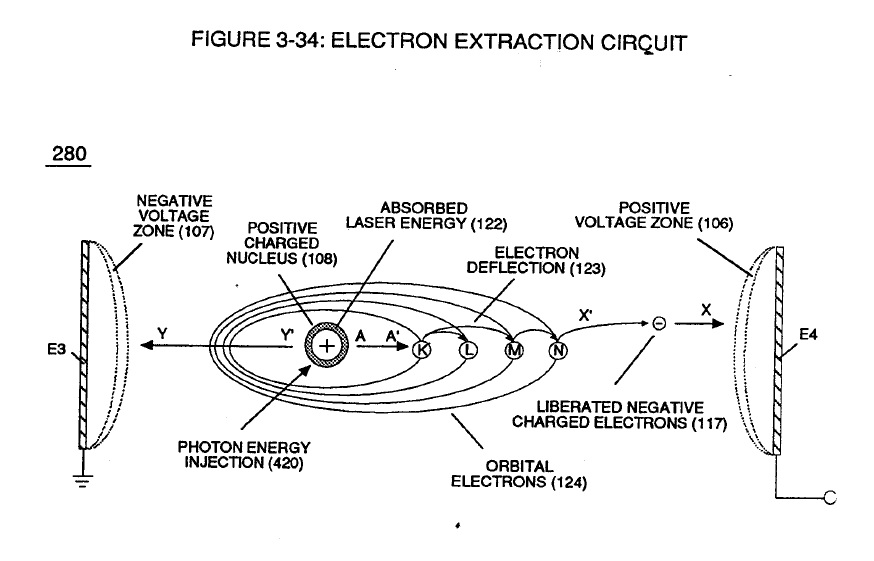 FIGURE 3-34: ELECTRON EXTRACTION CIRCUIT
280
NEGATIVE
VOLTAGE
ZONE (107)
POSITIVE
CHARGED
NUCLEUS (108)
ABSORBED
LASER ENERGY (122)
ELECTRON
DEFLECTION (123)
POSITIVE
VOLTAGE ZONE (106)
E3
Y
Y'
+
A
A'
K
L
M
N
X'
-
X
E4
PHOTON ENERGY
INJECTION (420)
ORBITAL
ELECTRONS (124)
LIBERATED NEGATIVE
CHARGED ELECTRONS (117)